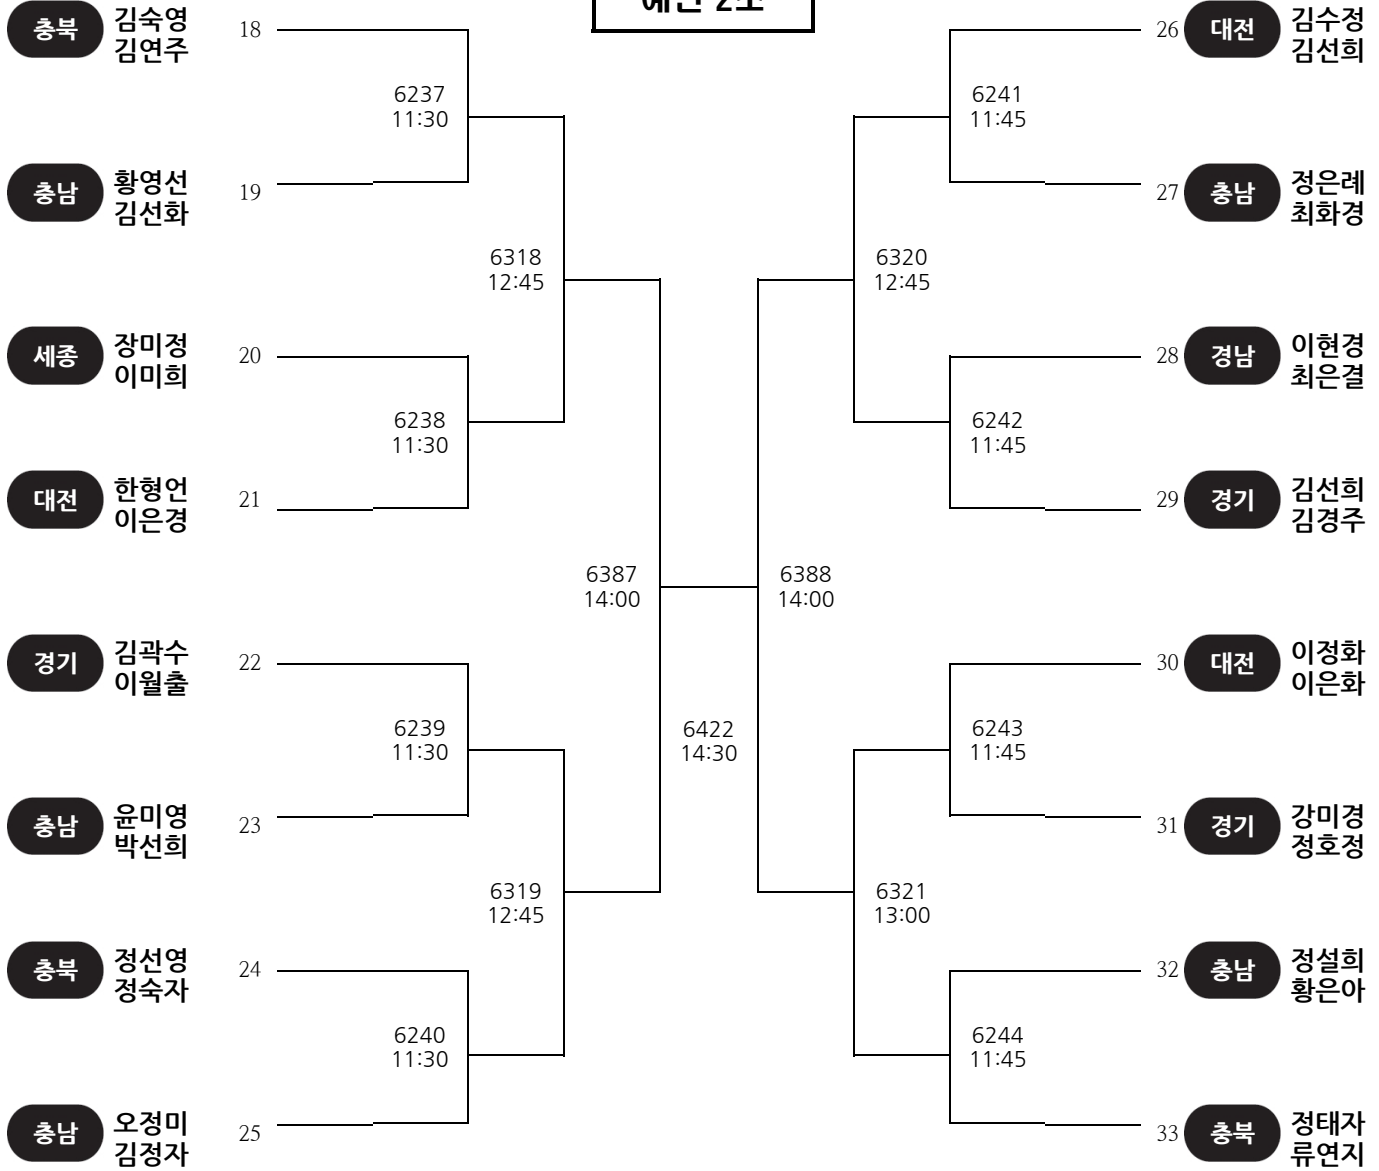 예선 2조
충북
김숙영
김연주
18
6237
11:30
충남
황영선
김선화
19
6318
12:45
세종
장미정
이미희
20
6238
11:30
대전
한형언
이은경
21
6387
14:00
경기
김곽수
이월출
22
6239
11:30
충남
윤미영
박선희
23
6319
12:45
충북
정선영
정숙자
24
6240
11:30
충남
오정미
김정자
25
6422
14:30
26
대전
김수정
김선희
6241
11:45
27
충남
정은례
최화경
6320
12:45
28
경남
이현경
최은결
6242
11:45
29
경기
김선희
김경주
6388
14:00
30
대전
이정화
이은화
6243
11:45
31
경기
강미경
정호정
6321
13:00
32
충남
정설희
황은아
6244
11:45
33
충북
정태자
류연지